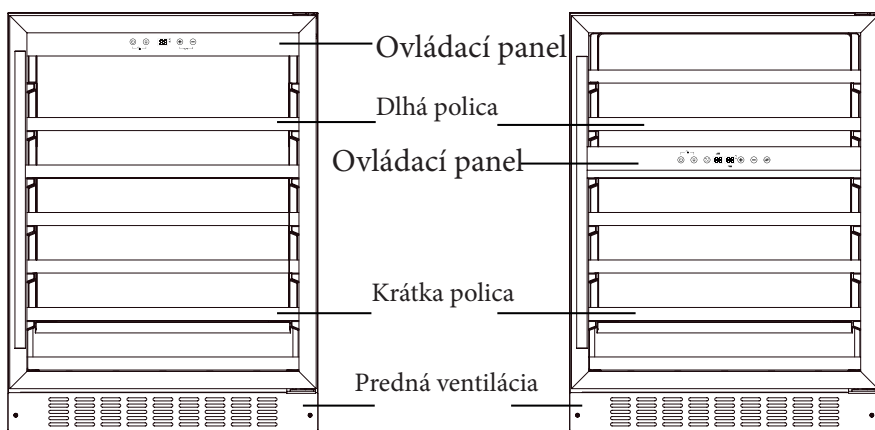 Ovládací panel
Dlhá polica
Ovládací panel
Krátka polica
Predná ventilácia